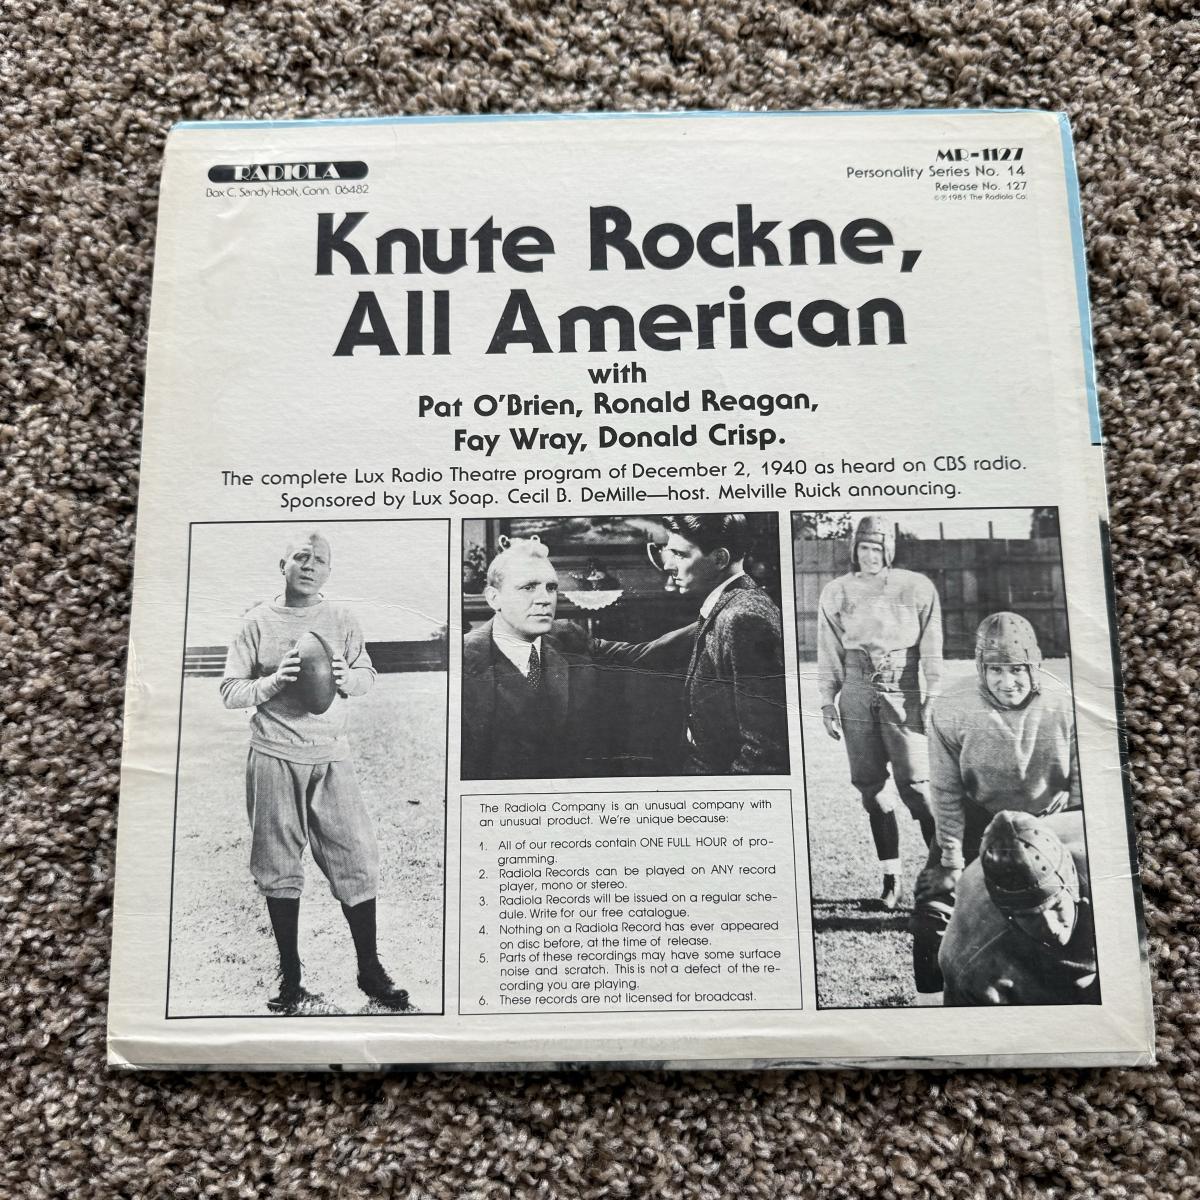 RADIOLA
Box C, Sandy Hook, Conn. 06482
MR-1127
Personality Series No. 14
Release No. 127
©℗1981 The Radiola Co.
Knute Rockne,
All American
with
Pat O'Brien, Ronald Reagan,
Fay Wray, Donald Crisp.
The complete Lux Radio Theatre program of December 2, 1940 as heard on CBS radio.
Sponsored by Lux Soap. Cecil B. DeMille—host. Melville Ruick announcing.
The Radiola Company is an unusual company with
an unusual product. We're unique because:
1. All of our records contain ONE FULL HOUR of pro-
gramming.
2. Radiola Records can be played on ANY record
player, mono or stereo.
3. Radiola Records will be issued on a regular sche-
dule. Write for our free catalogue.
4. Nothing on a Radiola Record has ever appeared
on disc before, at the time of release.
5. Parts of these recordings may have some surface
noise and scratch. This is not a defect of the re-
cording you are playing.
6. These records are not licensed for broadcast.